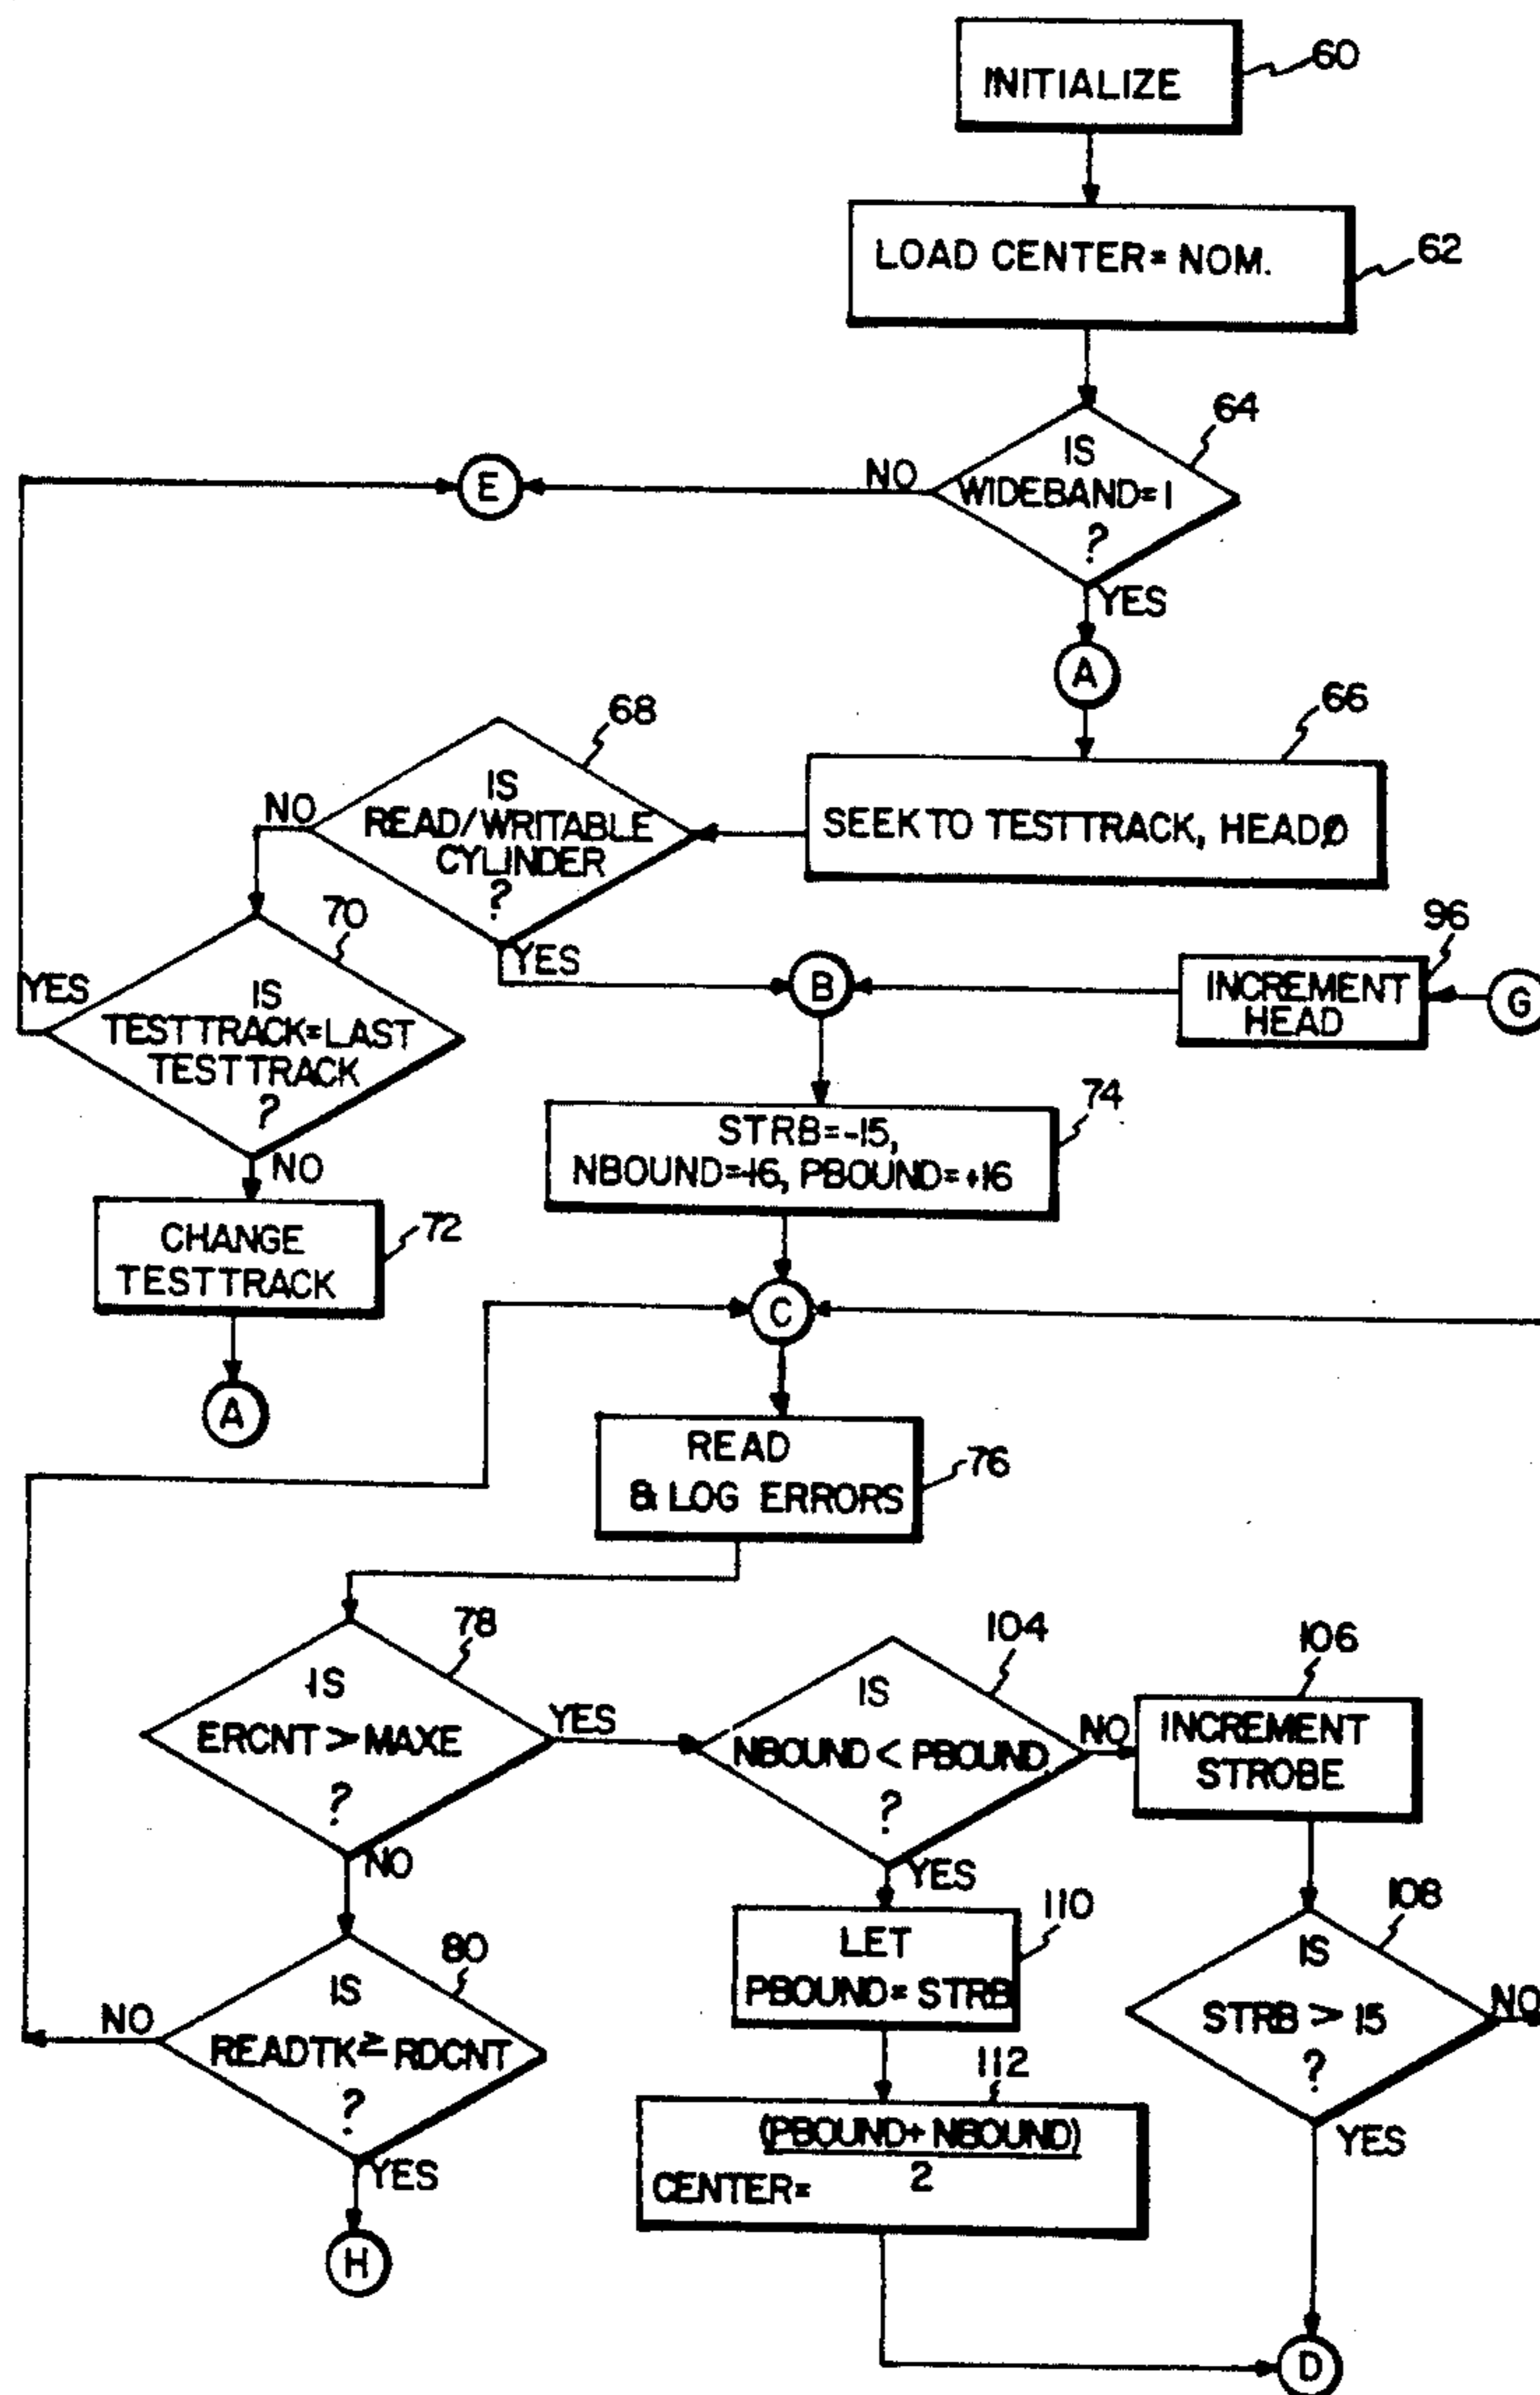 INITIALIZE
60
LOAD CENTER= NOM.
62
64
IS
WIDEBAND=1
?
NO
E
YES
A
66
SEEK TO TESTTRACK, HEADØ
68
IS
READ/WRITABLE
CYLINDER
?
NO
YES
70
IS
TESTTRACK=LAST
TESTTRACK
?
YES
NO
B
96
INCREMENT
HEAD
G
74
STRB=-15,
NBOUND=+16, PBOUND=+16
72
CHANGE
TESTTRACK
A
C
READ
& LOG ERRORS
76
78
IS
ERCNT > MAXE
?
YES
NO
104
IS
NBOUND < PBOUND
?
NO
YES
106
INCREMENT
STROBE
108
IS
STRB > 15
?
NO
YES
80
IS
READTK ≥ RDCNT
?
NO
YES
H
110
LET
PBOUND= STRB
112
(PBOUND+ NBOUND)
2
CENTER=
D